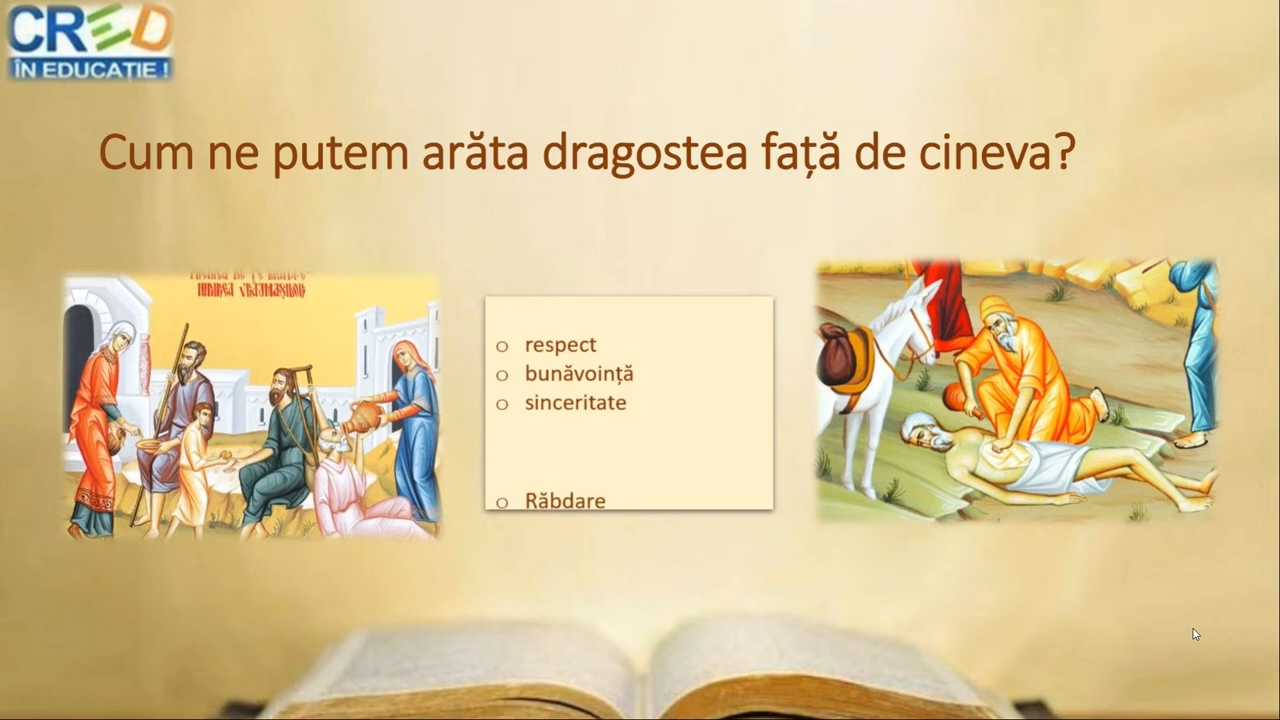 CRED
ÎN EDUCAȚIE !
Cum ne putem arăta dragostea față de cineva?
o respect
o bunăvoință
o sinceritate
o Răbdare